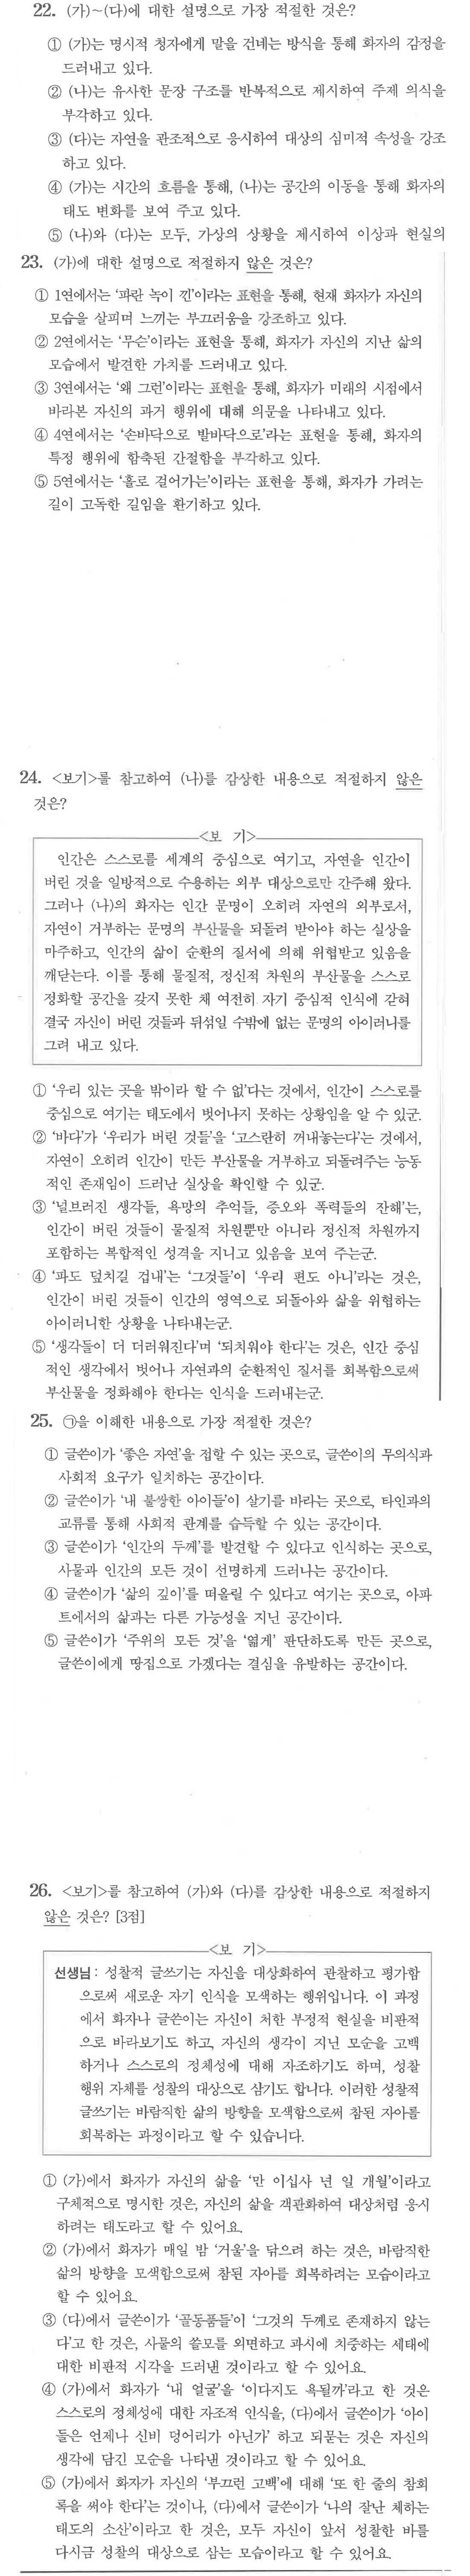 22. (가)~(다)에 대한 설명으로 가장 적절한 것은?
① (가)는 명시적 청자에게 말을 건네는 방식을 통해 화자의 감정을
드러내고 있다.
② (나)는 유사한 문장 구조를 반복적으로 제시하여 주제 의식을
부각하고 있다.
③ (다)는 자연을 관조적으로 응시하여 대상의 심미적 속성을 강조
하고 있다.
④ (가)는 시간의 흐름을 통해, (나)는 공간의 이동을 통해 화자의
태도 변화를 보여 주고 있다.
⑤ (나)와 (다)는 모두, 가상의 상황을 제시하여 이상과 현실의
23. (가)에 대한 설명으로 적절하지 않은 것은?
① 1연에서는 ‘파란 녹이 낀’이라는 표현을 통해, 현재 화자가 자신의
모습을 살피며 느끼는 부끄러움을 강조하고 있다.
② 2연에서는 ‘무슨’이라는 표현을 통해, 화자가 자신의 지난 삶의
모습에서 발견한 가치를 드러내고 있다.
③ 3연에서는 ‘왜 그런’이라는 표현을 통해, 화자가 미래의 시점에서
바라본 자신의 과거 행위에 대해 의문을 나타내고 있다.
④ 4연에서는 ‘손바닥으로 발바닥으로’라는 표현을 통해, 화자의
특정 행위에 함축된 간절함을 부각하고 있다.
⑤ 5연에서는 ‘홀로 걸어가는’이라는 표현을 통해, 화자가 가려는
길이 고독한 길임을 환기하고 있다.
24. <보기>를 참고하여 (나)를 감상한 내용으로 적절하지 않은
것은?
<보 기>
인간은 스스로를 세계의 중심으로 여기고, 자연을 인간이
버린 것을 일방적으로 수용하는 외부 대상으로만 간주해 왔다.
그러나 (나)의 화자는 인간 문명이 오히려 자연의 외부로서,
자연이 거부하는 문명의 부산물을 되돌려 받아야 하는 실상을
마주하고, 인간의 삶이 순환의 질서에 의해 위협받고 있음을
깨닫는다. 이를 통해 물질적, 정신적 차원의 부산물을 스스로
정화할 공간을 갖지 못한 채 여전히 자기 중심적 인식에 갇혀
결국 자신이 버린 것들과 뒤섞일 수밖에 없는 문명의 아이러니를
그려 내고 있다.
① ‘우리 있는 곳을 밖이라 할 수 없’다는 것에서, 인간이 스스로를
중심으로 여기는 태도에서 벗어나지 못하는 상황임을 알 수 있군.
② ‘바다’가 ‘우리가 버린 것들’을 ‘고스란히 꺼내놓는다’는 것에서,
자연이 오히려 인간이 만든 부산물을 거부하고 되돌려주는 능동
적인 존재임이 드러난 실상을 확인할 수 있군.
③ ‘널브러진 생각들, 욕망의 추억들, 증오와 폭력들의 잔해’는,
인간이 버린 것들이 물질적 차원뿐만 아니라 정신적 차원까지
포함하는 복합적인 성격을 지니고 있음을 보여 주는군.
④ ‘파도 덮치길 겁내’는 ‘그것들’이 ‘우리 편도 아니’라는 것은,
인간이 버린 것들이 인간의 영역으로 되돌아와 삶을 위협하는
아이러니한 상황을 나타내는군.
⑤ ‘생각들이 더 더러워진다’며 ‘되치워야 한다’는 것은, 인간 중심
적인 생각에서 벗어나 자연과의 순환적인 질서를 회복함으로써
부산물을 정화해야 한다는 인식을 드러내는군.
25. ㉠을 이해한 내용으로 가장 적절한 것은?
① 글쓴이가 ‘좋은 자연’을 접할 수 있는 곳으로, 글쓴이의 무의식과
사회적 요구가 일치하는 공간이다.
② 글쓴이가 ‘내 불쌍한 아이들’이 살기를 바라는 곳으로, 타인과의
교류를 통해 사회적 관계를 습득할 수 있는 공간이다.
③ 글쓴이가 ‘인간의 두께’를 발견할 수 있다고 인식하는 곳으로,
사물과 인간의 모든 것이 선명하게 드러나는 공간이다.
④ 글쓴이가 ‘삶의 깊이’를 떠올릴 수 있다고 여기는 곳으로, 아파
트에서의 삶과는 다른 가능성을 지닌 공간이다.
⑤ 글쓴이가 ‘주위의 모든 것’을 ‘엷게’ 판단하도록 만든 곳으로,
글쓴이에게 땅집으로 가겠다는 결심을 유발하는 공간이다.
26. <보기>를 참고하여 (가)와 (다)를 감상한 내용으로 적절하지
않은 것은? [3점]
<보 기>
선생님 : 성찰적 글쓰기는 자신을 대상화하여 관찰하고 평가함
으로써 새로운 자기 인식을 모색하는 행위입니다. 이 과정
에서 화자나 글쓴이는 자신이 처한 부정적 현실을 비판적
으로 바라보기도 하고, 자신의 생각이 지닌 모순을 고백
하거나 스스로의 정체성에 대해 자조하기도 하며, 성찰
행위 자체를 성찰의 대상으로 삼기도 합니다. 이러한 성찰적
글쓰기는 바람직한 삶의 방향을 모색함으로써 참된 자아를
회복하는 과정이라고 할 수 있습니다.
① (가)에서 화자가 자신의 삶을 ‘만 이십사 년 일 개월’이라고
구체적으로 명시한 것은, 자신의 삶을 객관화하여 대상처럼 응시
하려는 태도라고 할 수 있어요.
② (가)에서 화자가 매일 밤 ‘거울’을 닦으려 하는 것은, 바람직한
삶의 방향을 모색함으로써 참된 자아를 회복하려는 모습이라고
할 수 있어요.
③ (다)에서 글쓴이가 ‘골동품들’이 ‘그것의 두께로 존재하지 않는
다’고 한 것은, 사물의 쓸모를 외면하고 과시에 치중하는 세태에
대한 비판적 시각을 드러낸 것이라고 할 수 있어요.
④ (가)에서 화자가 ‘내 얼굴’을 ‘이다지도 욕될까’라고 한 것은
스스로의 정체성에 대한 자조적 인식을, (다)에서 글쓴이가 ‘아이
들은 언제나 신비 덩어리가 아닌가’ 하고 되묻는 것은 자신의
생각에 담긴 모순을 나타낸 것이라고 할 수 있어요.
⑤ (가)에서 화자가 자신의 ‘부끄런 고백’에 대해 ‘또 한 줄의 참회
록을 써야 한다’는 것이나, (다)에서 글쓴이가 ‘나의 잘난 체하는
태도의 소산’이라고 한 것은, 모두 자신이 앞서 성찰한 바를
다시금 성찰의 대상으로 삼는 모습이라고 할 수 있어요.